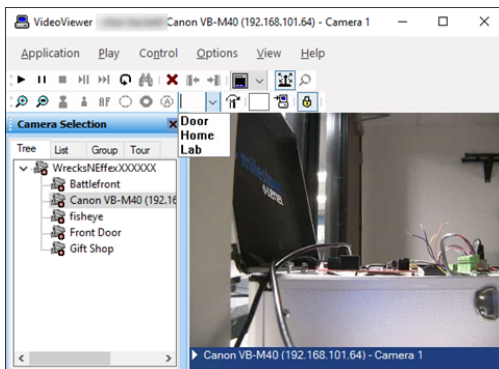 VideoViewer Canon VB-M40 (192.168.101.64) - Camera 1
Application Play Control Options View Help
AF A
Door
Home
Lab
Camera Selection
Tree List Group Tour
WrecksNEffexXXXXXX
Battlefront
Canon VB-M40 (192.16
fisheye
Front Door
Gift Shop
Canon VB-M40 (192.168.101.64) - Camera 1